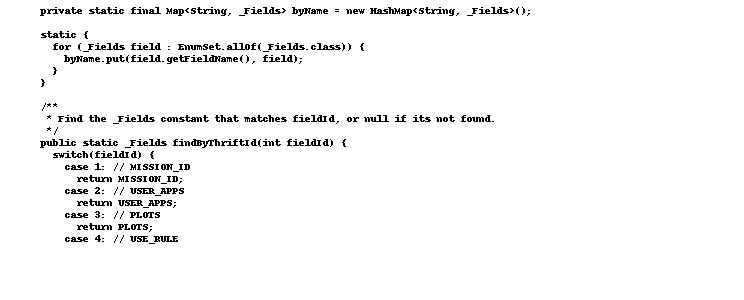 private static final Map<String, _Fields> byName = new HashMap<String, _Fields>();

static {
  for (_Fields field : EnumSet.allOf(_Fields.class)) {
    byName.put(field.getFieldName(), field);
  }
}

/**
 * Find the _Fields constant that matches fieldId, or null if its not found.
 */
public static _Fields findByThriftId(int fieldId) {
  switch(fieldId) {
    case 1: // MISSION_ID
      return MISSION_ID;
    case 2: // USER_APPS
      return USER_APPS;
    case 3: // PLOTS
      return PLOTS;
    case 4: // USE_RULE